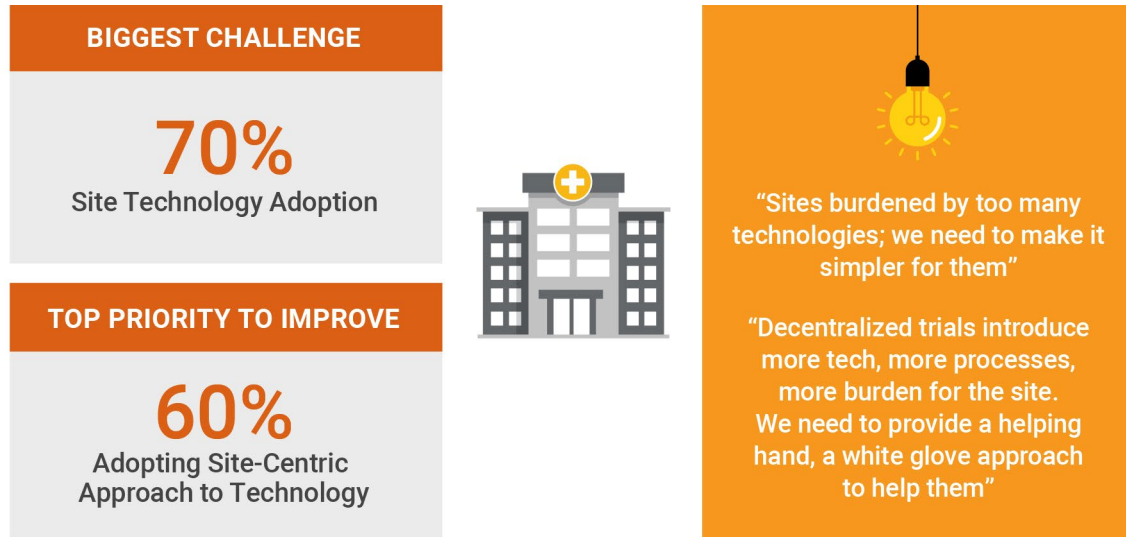 BIGGEST CHALLENGE
70%
Site Technology Adoption
TOP PRIORITY TO IMPROVE
60%
Adopting Site-Centric
Approach to Technology
“Sites burdened by too many
technologies; we need to make it
simpler for them”
“Decentralized trials introduce
more tech, more processes,
more burden for the site.
We need to provide a helping
hand, a white glove approach
to help them”